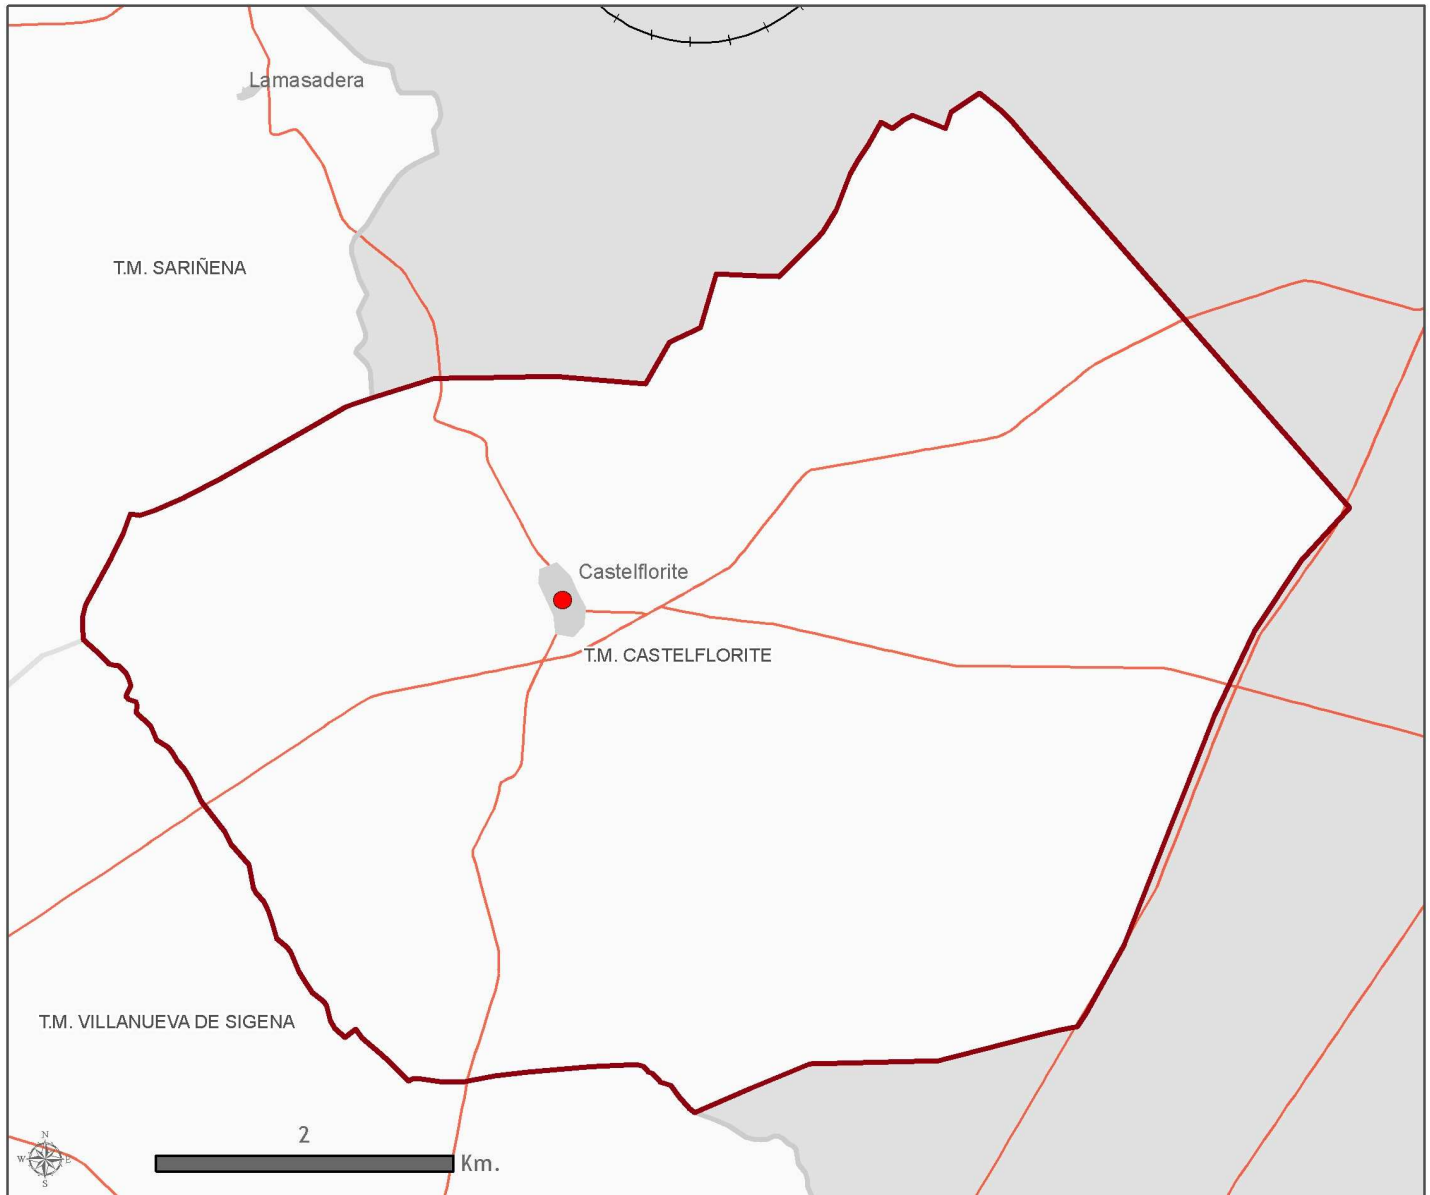 Lamasadera
T.M. SARIÑENA
Castelflorite
T.M. CASTELFLORITE
T.M. VILLANUEVA DE SIGENA
N
W E
S
2
Km.